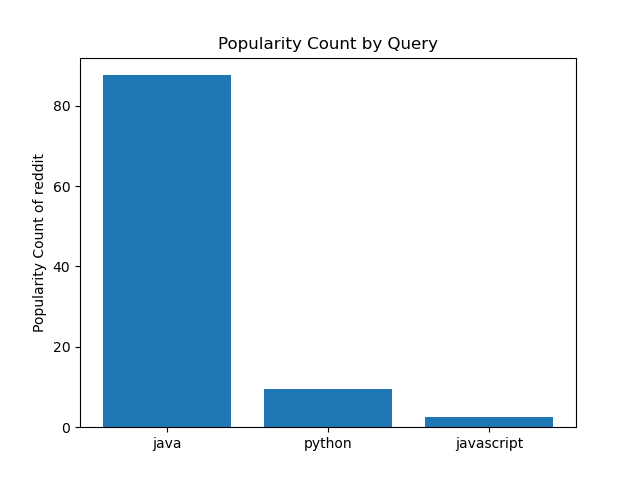 Popularity Count by Query
Popularity Count of reddit
80
60
40
20
0
java
python
javascript